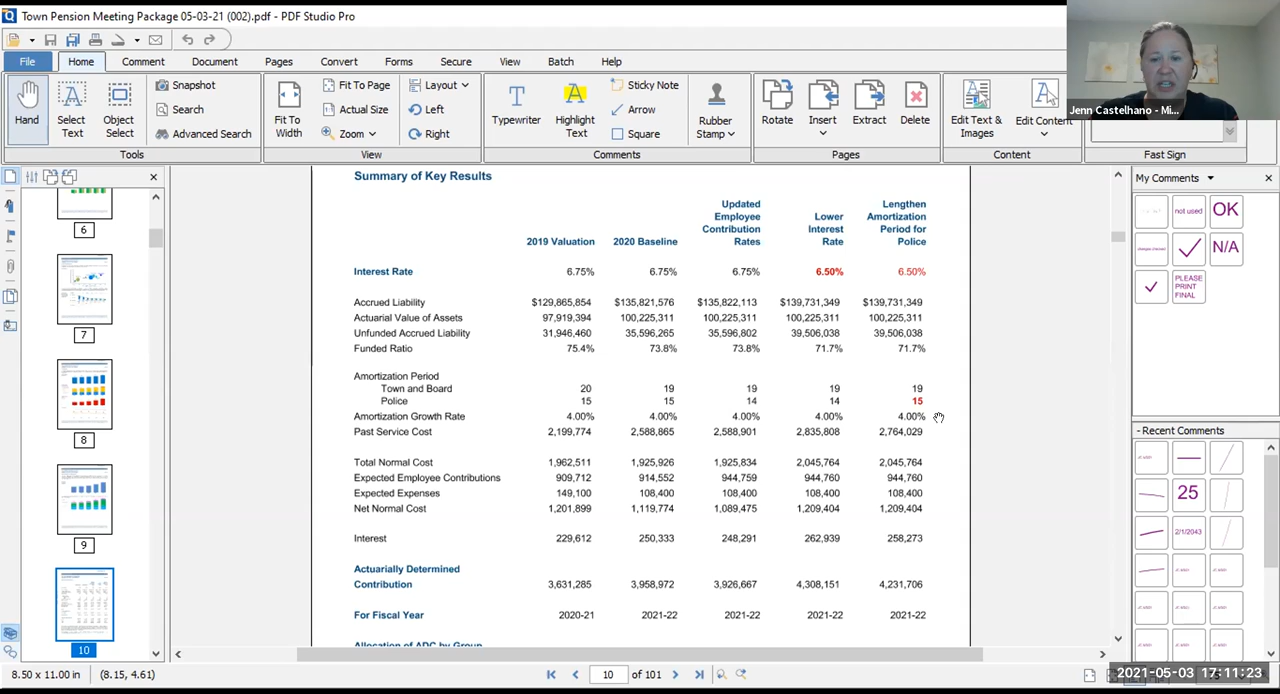 Town Pension Meeting Package 05-03-21 (002).pdf - PDF Studio Pro
File Home Comment Document Pages Convert Forms Secure View Batch Help
Hand
Select Text
Object Select
Snapshot
Search
Advanced Search
Tools
Fit To Width
Fit To Page
Actual Size
Zoom
Layout
Left
Right
View
Typewriter
Highlight Text
Sticky Note
Arrow
Square
Rubber Stamp
Comments
Rotate
Insert
Extract
Delete
Pages
Edit Text & Images
Edit Content
Content
Fast Sign
Jenn Castelhano - Mi...
6
7
8
9
10
Summary of Key Results
2019 Valuation 2020 Baseline Updated Employee Contribution Rates Lower Interest Rate Lengthen Amortization Period for Police
Interest Rate 6.75% 6.75% 6.75% 6.50% 6.50%
Accrued Liability $129,865,854 $135,821,576 $135,822,113 $139,731,349 $139,731,349
Actuarial Value of Assets 97,919,394 100,225,311 100,225,311 100,225,311 100,225,311
Unfunded Accrued Liability 31,946,460 35,596,265 35,596,802 39,506,038 39,506,038
Funded Ratio 75.4% 73.8% 73.8% 71.7% 71.7%
Amortization Period
Town and Board 20 19 19 19 19
Police 15 15 14 14 15
Amortization Growth Rate 4.00% 4.00% 4.00% 4.00% 4.00%
Past Service Cost 2,199,774 2,588,865 2,588,901 2,835,808 2,764,029
Total Normal Cost 1,962,511 1,925,926 1,925,834 2,045,764 2,045,764
Expected Employee Contributions 909,712 914,552 944,759 944,760 944,760
Expected Expenses 149,100 108,400 108,400 108,400 108,400
Net Normal Cost 1,201,899 1,119,774 1,089,475 1,209,404 1,209,404
Interest 229,612 250,333 248,291 262,939 258,273
Actuarially Determined
Contribution 3,631,285 3,958,972 3,926,667 4,308,151 4,231,706
For Fiscal Year 2020-21 2021-22 2021-22 2021-22 2021-22
Allocation of ADC by Group
My Comments
not used
OK
N/A
PLEASE PRINT FINAL
Recent Comments
25
2/1/2043
8.50 x 11.00 in
(8.15, 4.61)
10 of 101
2021-05-03 17:11:23